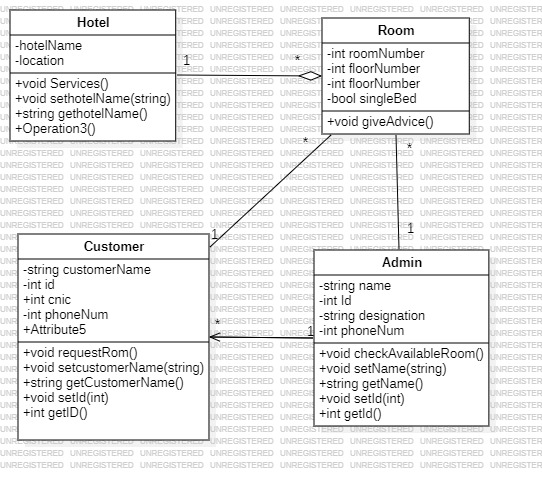 Hotel
-hotelName
-location
+void Services()
+void sethotelName(string)
+string gethotelName()
+Operation3()
1
*
Room
-int roomNumber
-int floorNumber
-int floorNumber
-bool singleBed
+void giveAdvice()
*
*
1
1
Customer
-string customerName
-int id
+int cnic
-int phoneNum
+Attribute5
+void requestRom()
+void setcustomerName(string)
+string getCustomerName()
+void setId(int)
+int getID()
*
1
Admin
-string name
-int Id
-string designation
-int phoneNum
+void checkAvailableRoom()
+void setName(string)
+string getName()
+void setId(int)
+int getId()
UNREGISTERED